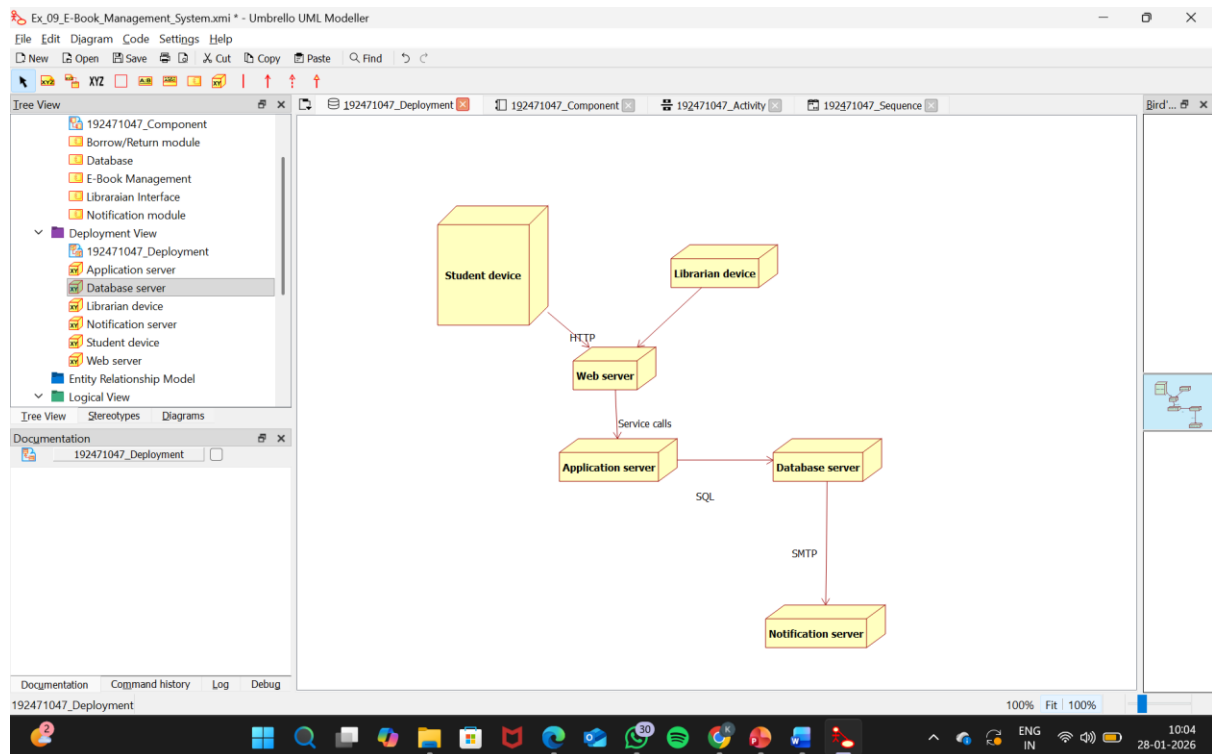 Ex_09_E-Book_Management_System.xmi * - Umbrello UML Modeller
File Edit Diagram Code Settings Help
New Open Save Cut Copy Paste Find
XYZ
Tree View
192471047_Deployment 192471047_Component 192471047_Activity 192471047_Sequence
Bird'...
192471047_Component
Borrow/Return module
Database
E-Book Management
Libraraian Interface
Notification module
Deployment View
192471047_Deployment
Application server
Database server
Librarian device
Notification server
Student device
Web server
Entity Relationship Model
Logical View
Tree View Stereotypes Diagrams
Documentation
192471047_Deployment
Student device
Librarian device
HTTP
Web server
Service calls
Application server
Database server
SQL
SMTP
Notification server
Documentation Command history Log Debug
192471047_Deployment
100% Fit 100%
2
30
K
ENG
IN
10:04
28-01-2026